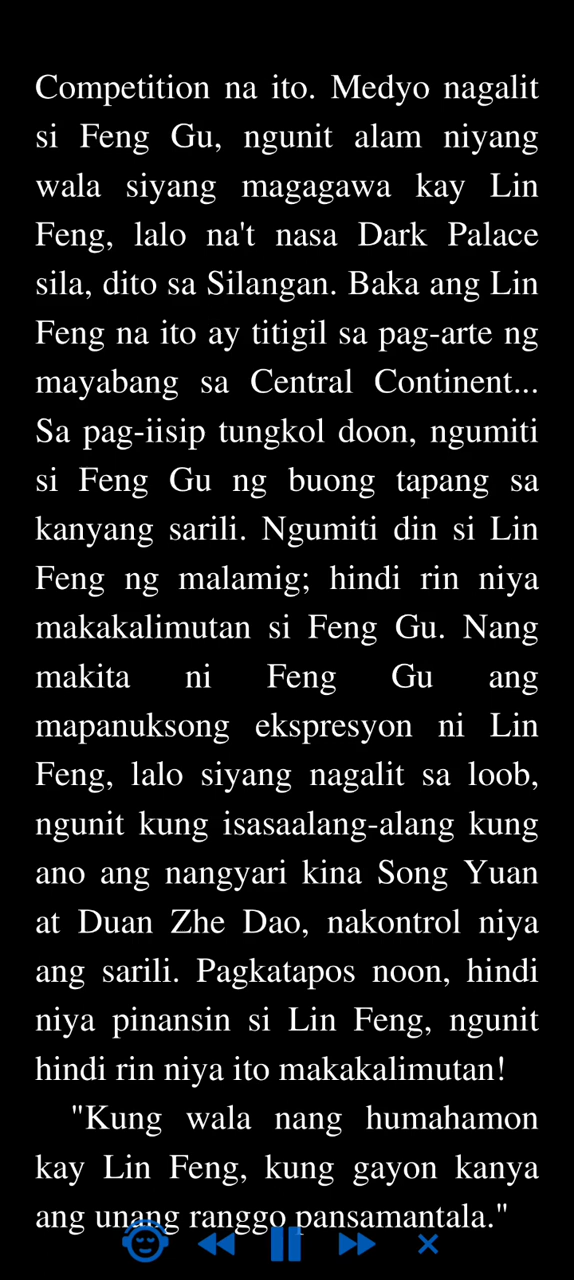 Competition na ito. Medyo nagalit
si Feng Gu, ngunit alam niyang
wala siyang magagawa kay Lin
Feng, lalo na't nasa Dark Palace
sila, dito sa Silangan. Baka ang Lin
Feng na ito ay titigil sa pag-arte ng
mayabang sa Central Continent...
Sa pag-iisip tungkol doon, ngumiti
si Feng Gu ng buong tapang sa
kanyang sarili. Ngumiti din si Lin
Feng ng malamig; hindi rin niya
makakalimutan si Feng Gu. Nang
makita ni Feng Gu ang
mapanuksong ekspresyon ni Lin
Feng, lalo siyang nagalit sa loob,
ngunit kung isasaalang-alang kung
ano ang nangyari kina Song Yuan
at Duan Zhe Dao, nakontrol niya
ang sarili. Pagkatapos noon, hindi
niya pinansin si Lin Feng, ngunit
hindi rin niya ito makakalimutan!
"Kung wala nang humahamon
kay Lin Feng, kung gayon kanya
ang unang ranggo pansamantala."